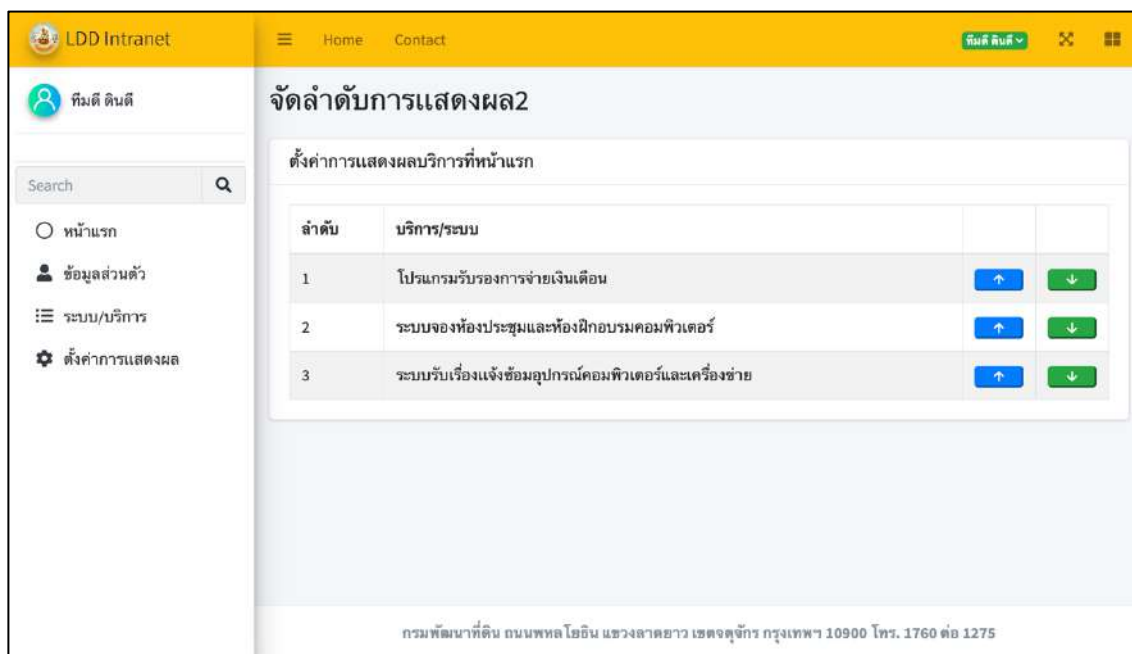 LDD Intranet
Home Contact
ทีมดี ดินดี
ทีมดี ดินดี
Search
หน้าแรก
ข้อมูลส่วนตัว
ระบบ/บริการ
ตั้งค่าการแสดงผล
จัดลำดับการแสดงผล2
ตั้งค่าการแสดงผลบริการที่หน้าแรก
ลำดับ บริการ/ระบบ
1 โปรแกรมรับรองการจ่ายเงินเดือน
2 ระบบจองห้องประชุมและห้องฝึกอบรมคอมพิวเตอร์
3 ระบบรับเรื่องแจ้งซ้อมอุปกรณ์คอมพิวเตอร์และเครื่องข่าย
กรมพัฒนาที่ดิน ถนนพหลโยธิน แขวงลาดยาว เขตจตุจักร กรุงเทพฯ 10900 โทร. 1760 ต่อ 1275